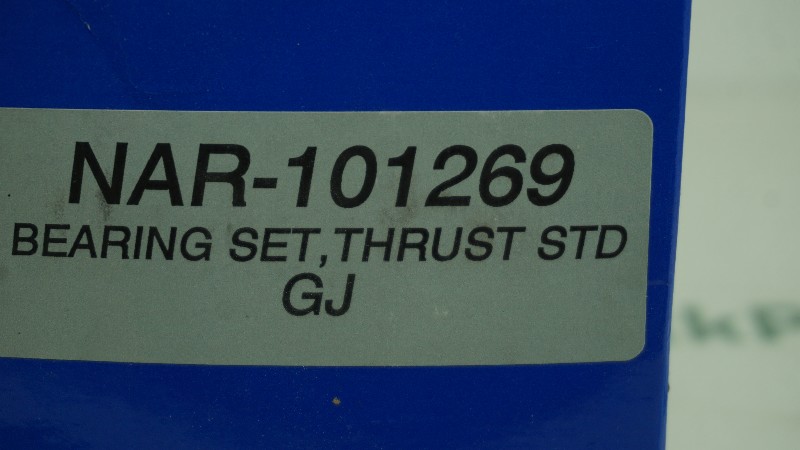 NAR-101269
BEARING SET,THRUST STD
GJ